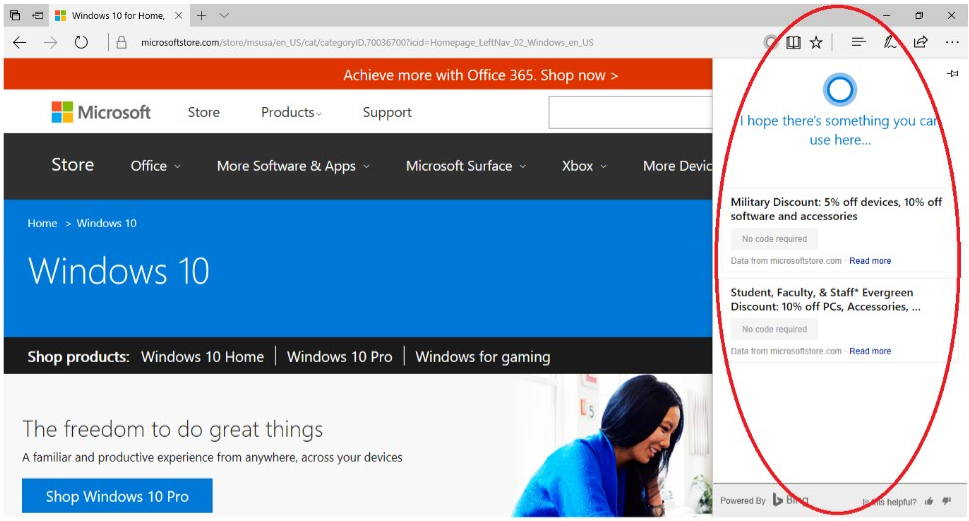 Windows 10 for Home,
microsoftstore.com/store/msusa/en_US/cat/categoryID.70036700?icid=Homepage_LeftNav_02_Windows_en_US
Achieve more with Office 365. Shop now >
Microsoft Store Products Support
Store Office More Software & Apps Microsoft Surface Xbox More Devic
Home > Windows 10
Windows 10
Shop products: Windows 10 Home Windows 10 Pro Windows for gaming
The freedom to do great things
A familiar and productive experience from anywhere, across your devices
Shop Windows 10 Pro
5
I hope there's something you can
use here...
Military Discount: 5% off devices, 10% off
software and accessories
No code required
Data from microsoftstore.com · Read more
Student, Faculty, & Staff* Evergreen
Discount: 10% off PCs, Accessories, ...
No code required
Data from microsoftstore.com · Read more
Powered By Bing Is this helpful?